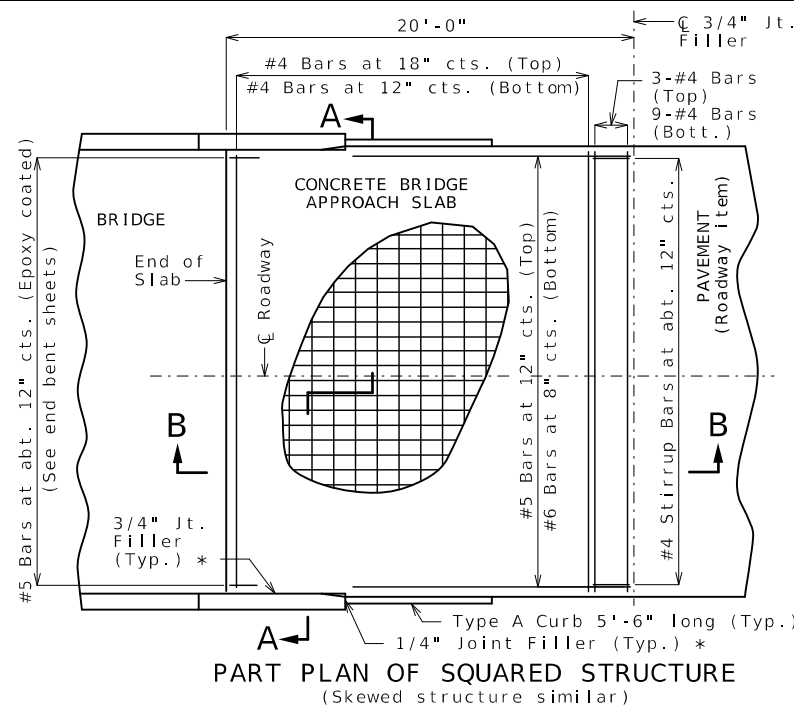 20'-0"
℄ 3/4" Jt.
Filler
#4 Bars at 18" cts. (Top)
#4 Bars at 12" cts. (Bottom)
3-#4 Bars
(Top)
9-#4 Bars
(Bott.)
A
CONCRETE BRIDGE
APPROACH SLAB
BRIDGE
End of
Slab
℄ Roadway
#5 Bars at abt. 12" cts. (Epoxy coated)
(See end bent sheets)
#5 Bars at 12" cts. (Top)
#6 Bars at 8" cts. (Bottom)
#4 Stirrup Bars at abt. 12" cts.
PAVEMENT
(Roadway item)
B
B
3/4" Jt.
Filler
(Typ.) *
Type A Curb 5'-6" long (Typ.)
A
1/4" Joint Filler (Typ.) *
PART PLAN OF SQUARED STRUCTURE
(Skewed structure similar)